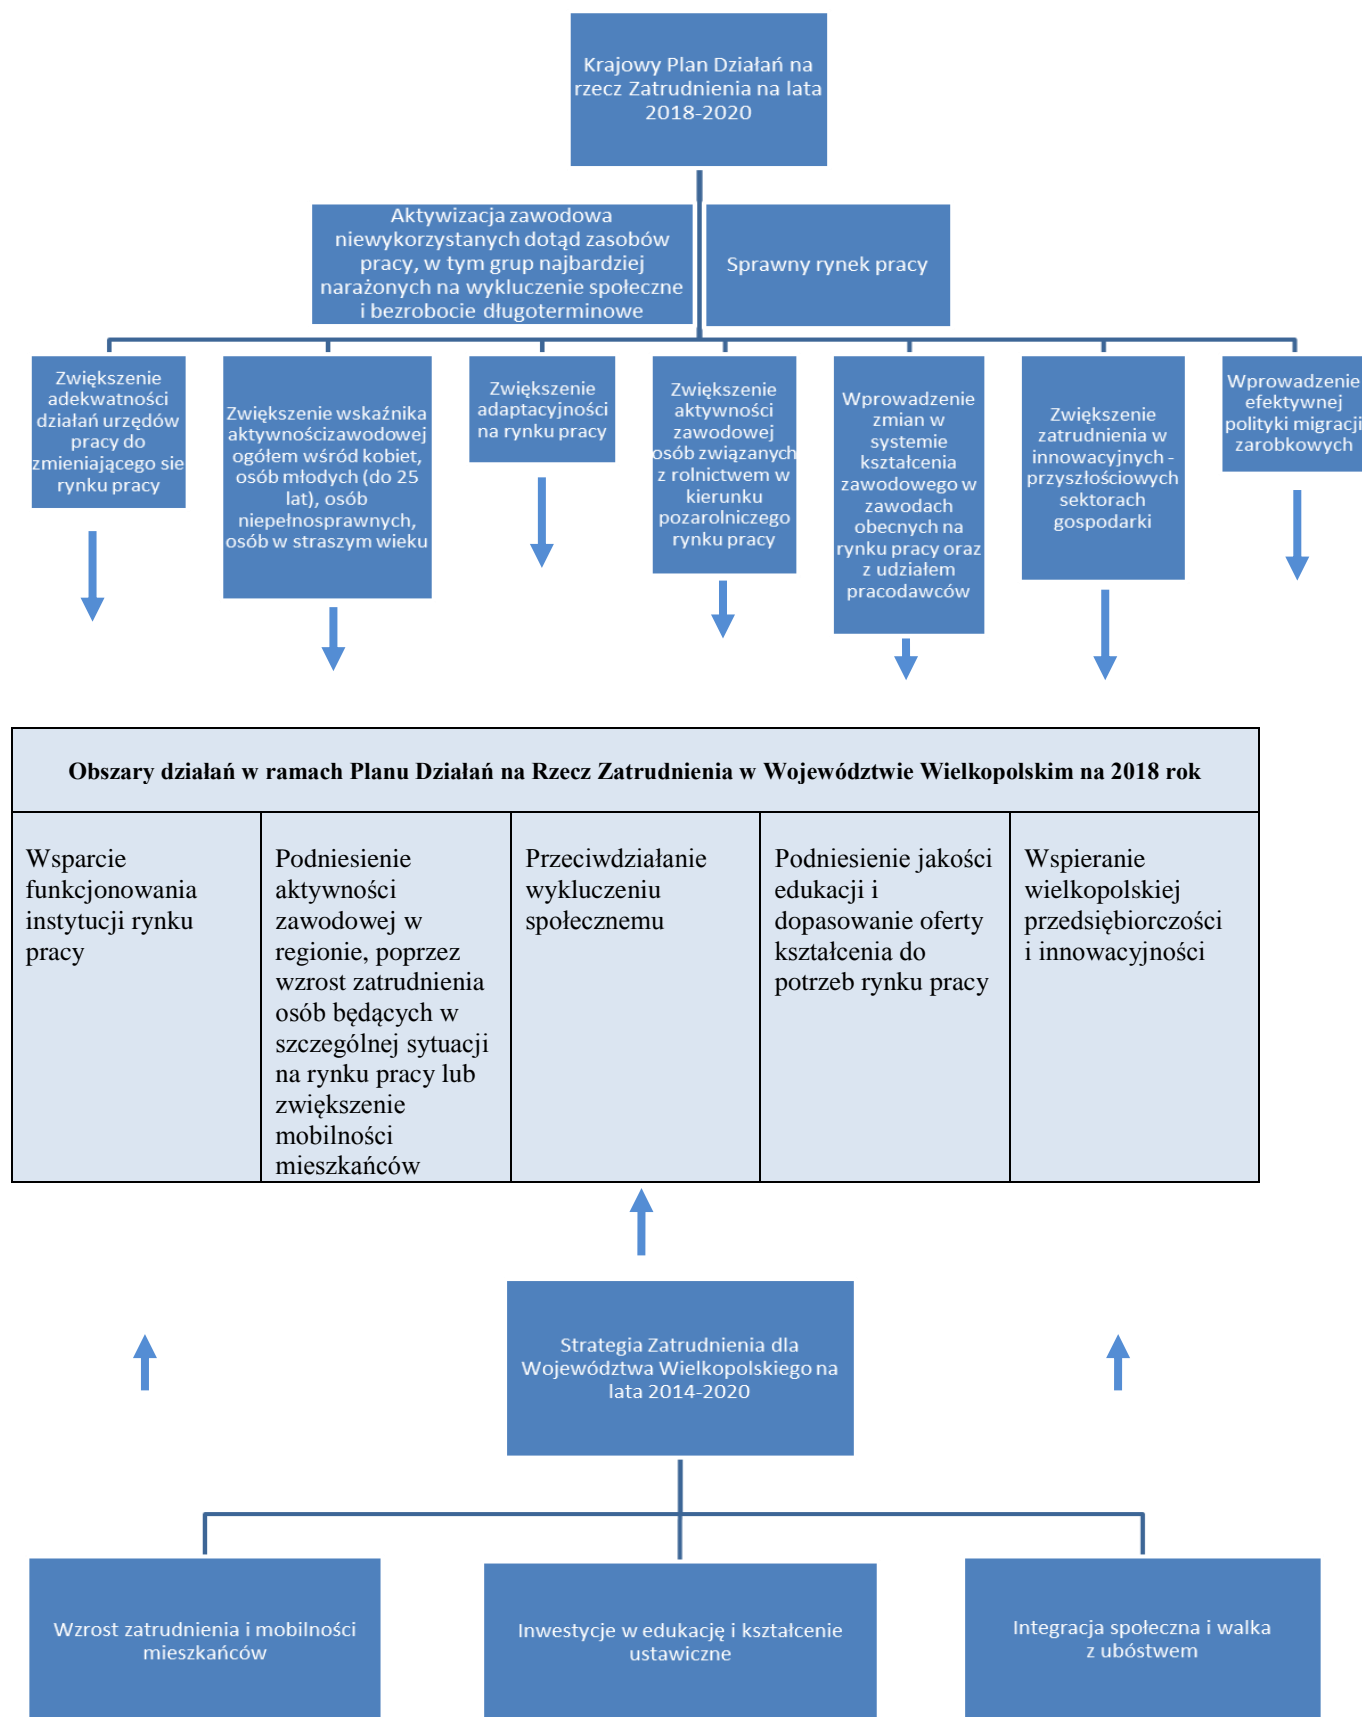 Krajowy Plan Działań na
rzecz Zatrudnienia na lata
2018-2020
Aktywizacja zawodowa
niewykorzystanych dotąd zasobów
pracy, w tym grup najbardziej
narażonych na wykluczenie społeczne
i bezrobocie długoterminowe
Sprawny rynek pracy
Zwiększenie
adekwatności
działań urzędów
pracy do
zmieniającego sie
rynku pracy
Zwiększenie wskaźnika
aktywnościzawodowej
ogółem wśród kobiet,
osób młodych (do 25
lat), osób
niepełnosprawnych,
osób w straszym wieku
Zwiększenie
adaptacyjności
na rynku pracy
Zwiększenie
aktywności
zawodowej
osób związanych
z rolnictwem w
kierunku
pozarolniczego
rynku pracy
Wprowadzenie
zmian w
systemie
kształcenia
zawodowego w
zawodach
obecnych na
rynku pracy oraz
z udziałem
pracodawców
Zwiększenie
zatrudnienia w
innowacyjnych -
przyszłościowych
sektorach
gospodarki
Wprowadzenie
efektywnej
polityki migracji
zarobkowych
Obszary działań w ramach Planu Działań na Rzecz Zatrudnienia w Województwie Wielkopolskim na 2018 rok
Wsparcie
funkcjonowania
instytucji rynku
pracy
Podniesienie
aktywności
zawodowej w
regionie, poprzez
wzrost zatrudnienia
osób będących w
szczególnej sytuacji
na rynku pracy lub
zwiększenie
mobilności
mieszkańców
Przeciwdziałanie
wykluczeniu
społecznemu
Podniesienie jakości
edukacji i
dopasowanie oferty
kształcenia do
potrzeb rynku pracy
Wspieranie
wielkopolskiej
przedsiębiorczości
i innowacyjności
Strategia Zatrudnienia dla
Województwa Wielkopolskiego na
lata 2014-2020
Wzrost zatrudnienia i mobilności
mieszkańców
Inwestycje w edukację i kształcenie
ustawiczne
Integracja społeczna i walka
z ubóstwem